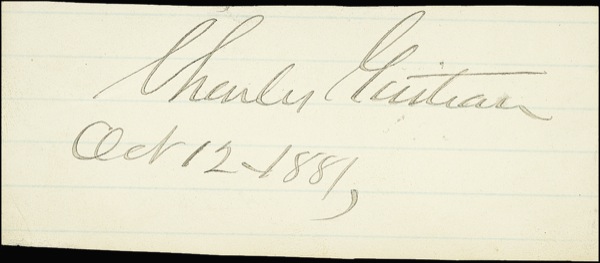 Charles Guiteau
Oct 12-1881,